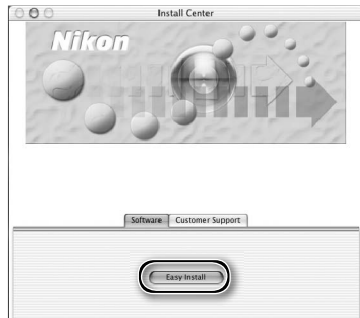 Install Center
Nikon
Software
Customer Support
Easy Install